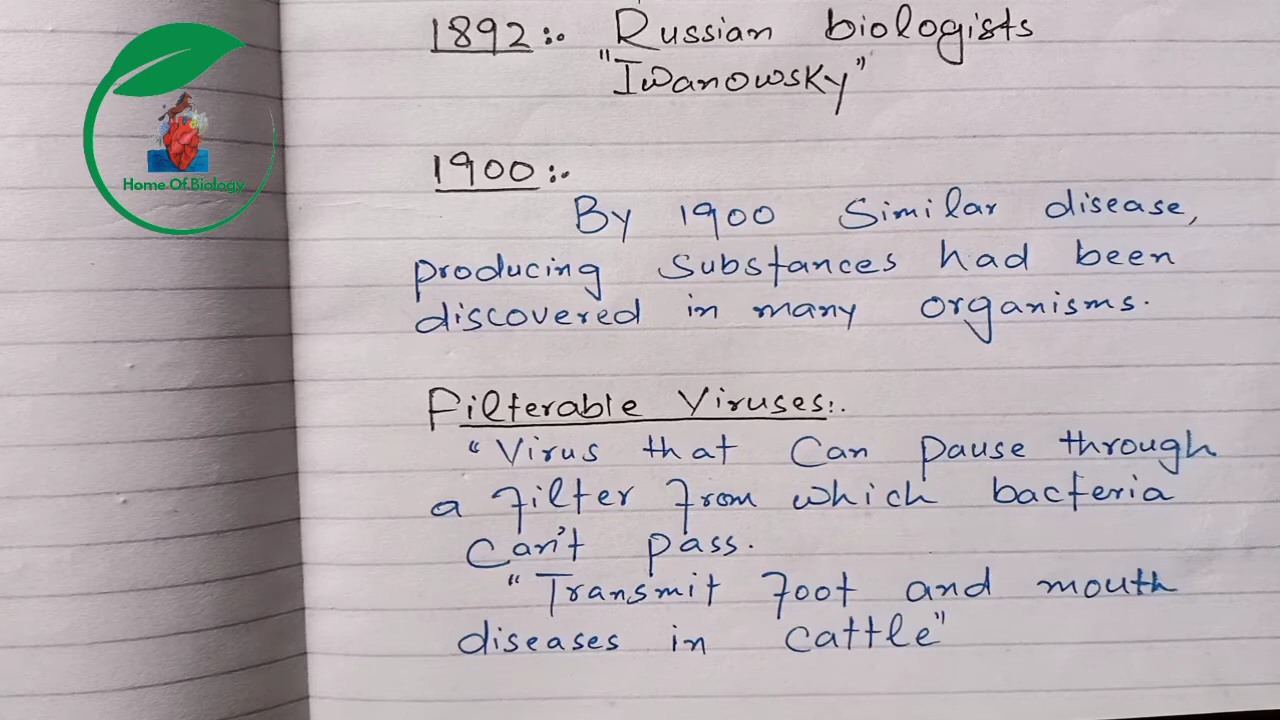 Home Of Biology
1892:. Russian biologists
"Iwanowsky"
1900:.
By 1900 Similar disease,
producing Substances had been
discovered in many organisms.
Filterable Viruses:.
"Virus that Can pause through
a filter from which bacteria
Can't pass.
"Transmit foot and mouth
diseases in cattle"